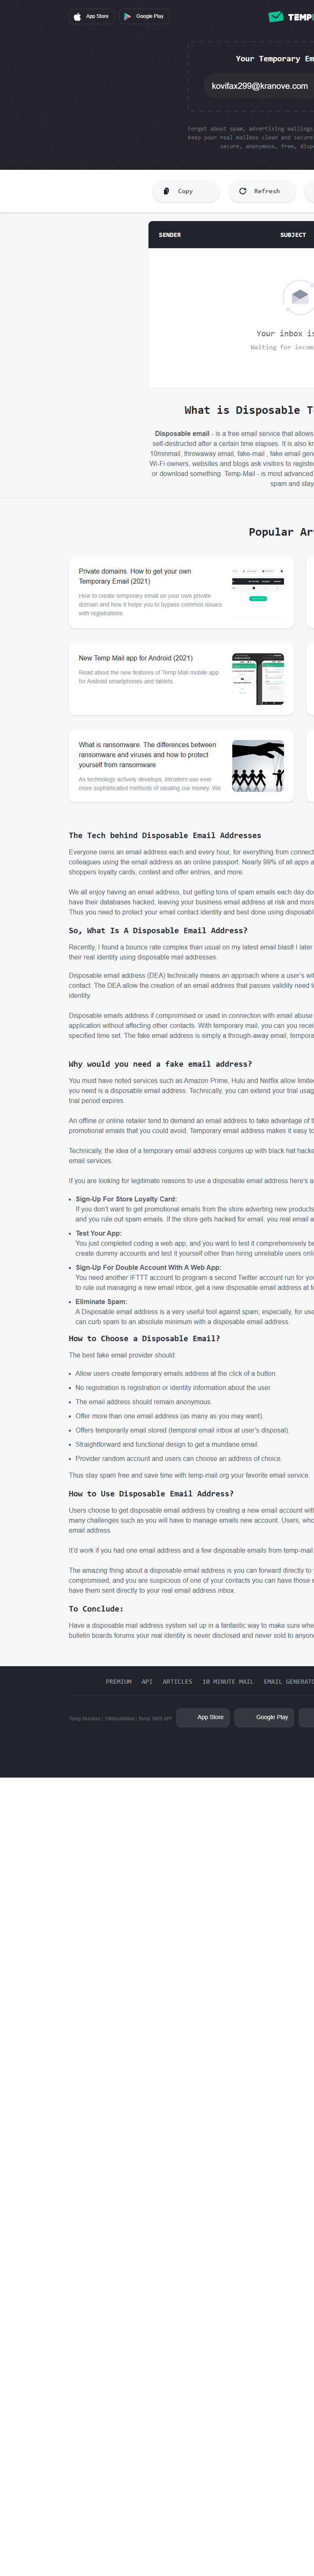 App Store
Google Play
TEMP
Your Temporary Em
kovifax299@kranove.com
Forget about spam, advertising mailings
Keep your real mailbox clean and secure
secure, anonymous, free, disp
Copy
Refresh
SENDER
SUBJECT
Your inbox is
Waiting for incom
What is Disposable T
Disposable email - is a free email service that allows
self-destructed after a certain time elapses. It is also kr
10minmail, throwaway email, fake-mail , fake email gen
Wi-Fi owners, websites and blogs ask visitors to register
or download something. Temp-Mail - is most advanced
spam and stay
Popular Ar
Private domains. How to get your own
Temporary Email (2021)
How to create temporary email on your own private
domain and how it helps you to bypass common issues
with registrations
New Temp Mail app for Android (2021)
Read about the new features of Temp Mail mobile app
for Android smartphones and tablets.
What is ransomware. The differences between
ransomware and viruses and how to protect
yourself from ransomware
As technology actively develops, intruders use ever
more sophisticated methods of stealing our money. We
The Tech behind Disposable Email Addresses
Everyone owns an email address each and every hour, for everything from connect
colleagues using the email address as an online passport. Nearly 99% of all apps a
shoppers loyalty cards, contest and offer entries, and more.
We all enjoy having an email address, but getting tons of spam emails each day do
have their databases hacked, leaving your business email address at risk and more
Thus you need to protect your email contact identity and best done using disposabl
So, What Is A Disposable Email Address?
Recently, I found a bounce rate complex than usual on my latest email blast! I later
their real identity using disposable mail addresses.
Disposable email address (DEA) technically means an approach where a user's wit
contact. The DEA allow the creation of an email address that passes validity need t
identity.
Disposable emails address if compromised or used in connection with email abuse
application without affecting other contacts. With temporary mail, you can you recei
specified time set. The fake email address is simply a through-away email, tempora
Why would you need a fake email address?
You must have noted services such as Amazon Prime, Hulu and Netflix allow limite
you need is a disposable email address. Technically, you can extend your trial usag
trial period expires.
An offline or online retailer tend to demand an email address to take advantage of t
promotional emails that you could avoid. Temporary email address makes it easy to
Technically, the idea of a temporary email address conjures up with black hat hacke
email services.
If you are looking for legitimate reasons to use a disposable email address here's a
Sign-Up For Store Loyalty Card:
If you don't want to get promotional emails from the store adverting new products
and you rule out spam emails. If the store gets hacked for email, you real email a
Test Your App:
You just completed coding a web app, and you want to test it comprehensively be
create dummy accounts and test it yourself other than hiring unreliable users onli
Sign-Up For Double Account With A Web App:
You need another IFTTT account to program a second Twitter account run for you
to rule out managing a new email inbox, get a new disposable email address at te
Eliminate Spam:
A Disposable email address is a very useful tool against spam, especially, for use
can curb spam to an absolute minimum with a disposable email address.
How to Choose a Disposable Email?
The best fake email provider should:
Allow users create temporary emails address at the click of a button.
No registration is registration or identity information about the user.
The email address should remain anonymous.
Offer more than one email address (as many as you may want).
Offers temporarily email stored (temporal email inbox at user's disposal).
Straightforward and functional design to get a mundane email.
Provider random account and users can choose an address of choice.
Thus stay spam free and save time with temp-mail.org your favorite email service.
How to Use Disposable Email Address?
Users choose to get disposable email address by creating a new email account with
many challenges such as you will have to manage emails new account. Users, who
email address.
It'd work if you had one email address and a few disposable emails from temp-mail.
The amazing thing about a disposable email address is you can forward directly to
compromised, and you are suspicious of one of your contacts you can have those e
have them sent directly to your real email address inbox.
To Conclude:
Have a disposable mail address system set up in a fantastic way to make sure whe
bulletin boards forums your real identity is never disclosed and never sold to anyon
PREMIUM API ARTICLES 10 MINUTE MAIL EMAIL GENERATO
Temp Number | 10MinuteMail | Temp SMS API
App Store
Google Play